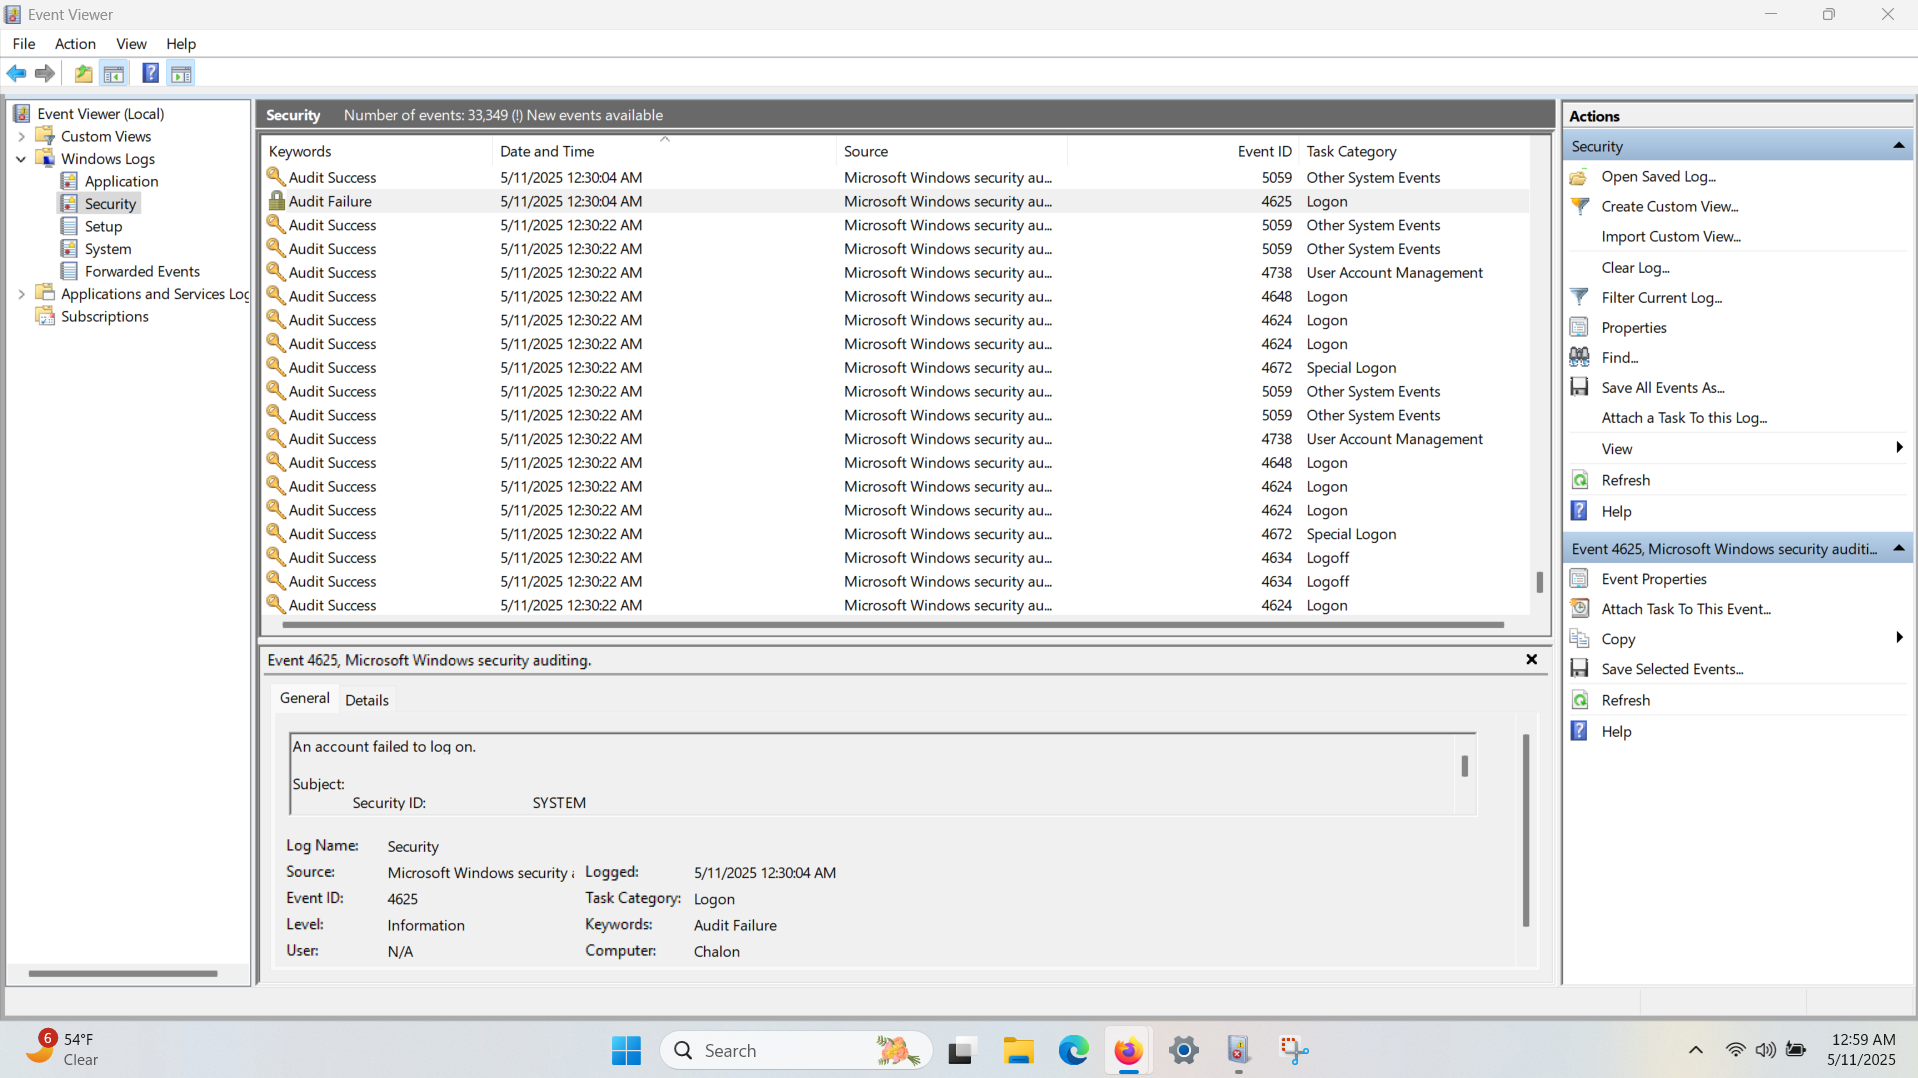 Event Viewer
File Action View Help
Event Viewer (Local)
Custom Views
Windows Logs
Application
Security
Setup
System
Forwarded Events
Applications and Services Log
Subscriptions
Security Number of events: 33,349 (!) New events available
Keywords Date and Time Source Event ID Task Category
Audit Success 5/11/2025 12:30:04 AM Microsoft Windows security au... 5059 Other System Events
Audit Failure 5/11/2025 12:30:04 AM Microsoft Windows security au... 4625 Logon
Audit Success 5/11/2025 12:30:22 AM Microsoft Windows security au... 5059 Other System Events
Audit Success 5/11/2025 12:30:22 AM Microsoft Windows security au... 5059 Other System Events
Audit Success 5/11/2025 12:30:22 AM Microsoft Windows security au... 4738 User Account Management
Audit Success 5/11/2025 12:30:22 AM Microsoft Windows security au... 4648 Logon
Audit Success 5/11/2025 12:30:22 AM Microsoft Windows security au... 4624 Logon
Audit Success 5/11/2025 12:30:22 AM Microsoft Windows security au... 4624 Logon
Audit Success 5/11/2025 12:30:22 AM Microsoft Windows security au... 4672 Special Logon
Audit Success 5/11/2025 12:30:22 AM Microsoft Windows security au... 5059 Other System Events
Audit Success 5/11/2025 12:30:22 AM Microsoft Windows security au... 5059 Other System Events
Audit Success 5/11/2025 12:30:22 AM Microsoft Windows security au... 4738 User Account Management
Audit Success 5/11/2025 12:30:22 AM Microsoft Windows security au... 4648 Logon
Audit Success 5/11/2025 12:30:22 AM Microsoft Windows security au... 4624 Logon
Audit Success 5/11/2025 12:30:22 AM Microsoft Windows security au... 4624 Logon
Audit Success 5/11/2025 12:30:22 AM Microsoft Windows security au... 4672 Special Logon
Audit Success 5/11/2025 12:30:22 AM Microsoft Windows security au... 4634 Logoff
Audit Success 5/11/2025 12:30:22 AM Microsoft Windows security au... 4634 Logoff
Audit Success 5/11/2025 12:30:22 AM Microsoft Windows security au... 4624 Logon
Event 4625, Microsoft Windows security auditing.
General Details
An account failed to log on.
Subject:
Security ID: SYSTEM
Log Name: Security
Source: Microsoft Windows security Logged: 5/11/2025 12:30:04 AM
Event ID: 4625 Task Category: Logon
Level: Information Keywords: Audit Failure
User: N/A Computer: Chalon
Actions
Security
Open Saved Log...
Create Custom View...
Import Custom View...
Clear Log...
Filter Current Log...
Properties
Find...
Save All Events As...
Attach a Task To this Log...
View
Refresh
Help
Event 4625, Microsoft Windows security auditi...
Event Properties
Attach Task To This Event...
Copy
Save Selected Events...
Refresh
Help
6
54°F
Clear
Search
12:59 AM
5/11/2025